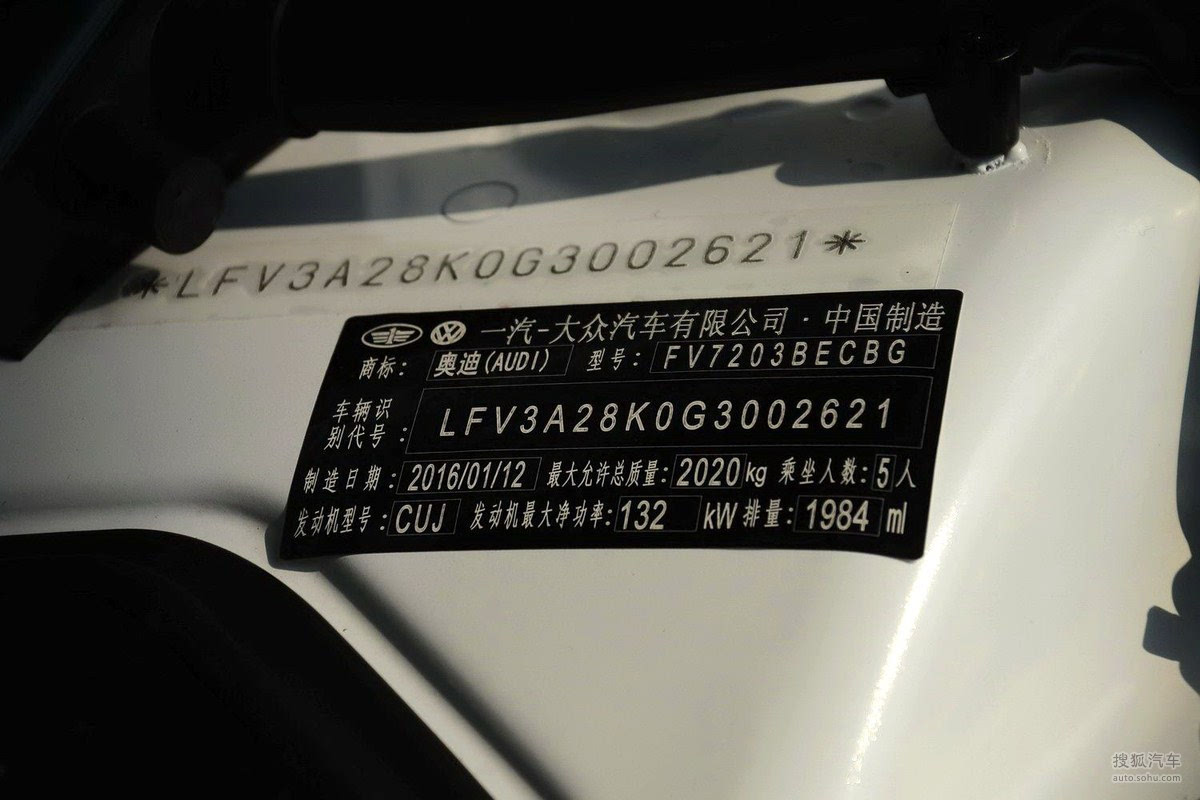 *LFV3A28K0G3002621*
一汽-大众汽车有限公司·中国制造
商标: 奥迪(AUDI) 型号: FV7203BECBG
车辆识
别代号: LFV3A28K0G3002621
制造日期: 2016/01/12 最大允许总质量: 2020kg 乘坐人数: 5人
发动机型号: CUJ 发动机最大净功率: 132 kW 排量: 1984 ml
搜狐汽车
auto.sohu.com